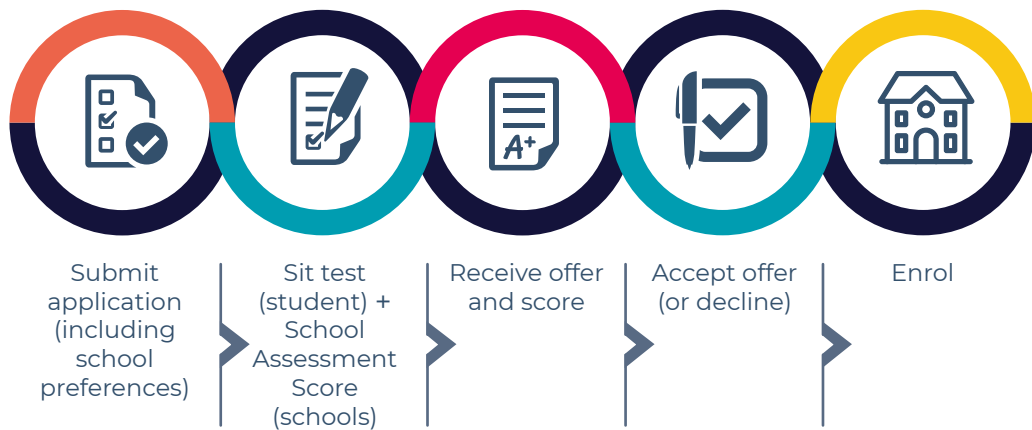 A+
Submit
application
(including
school
preferences)
Sit test
(student) +
School
Assessment
Score
(schools)
Receive offer
and score
Accept offer
(or decline)
Enrol